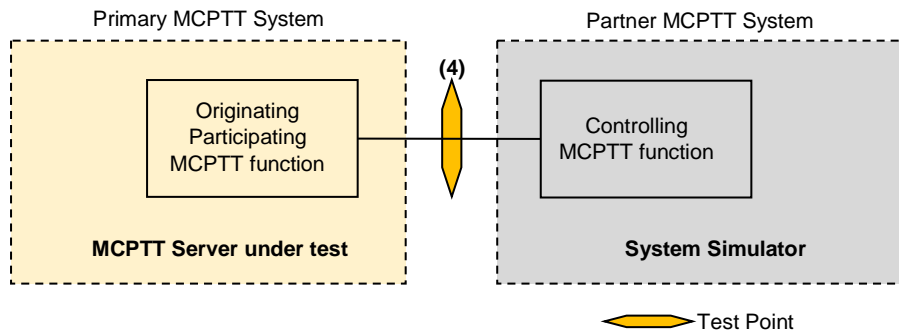 Primary MCPTT System
Partner MCPTT System
(4)
Originating
Participating
MCPTT function
Controlling
MCPTT function
MCPTT Server under test
System Simulator
Test Point